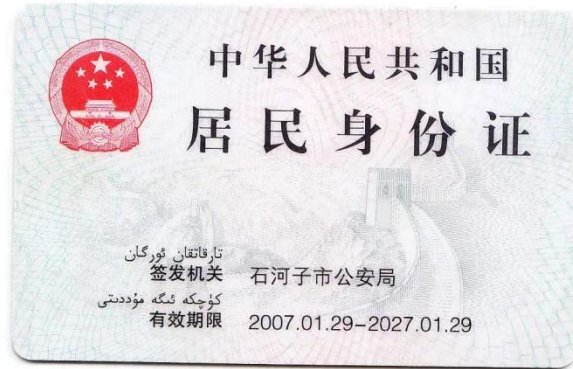 中华人民共和国
居民身份证
تارقاتقان ئورگان
签发机关 石河子市公安局
كۈچكە ئىگە مۇددىتى
有效期限 2007.01.29-2027.01.29